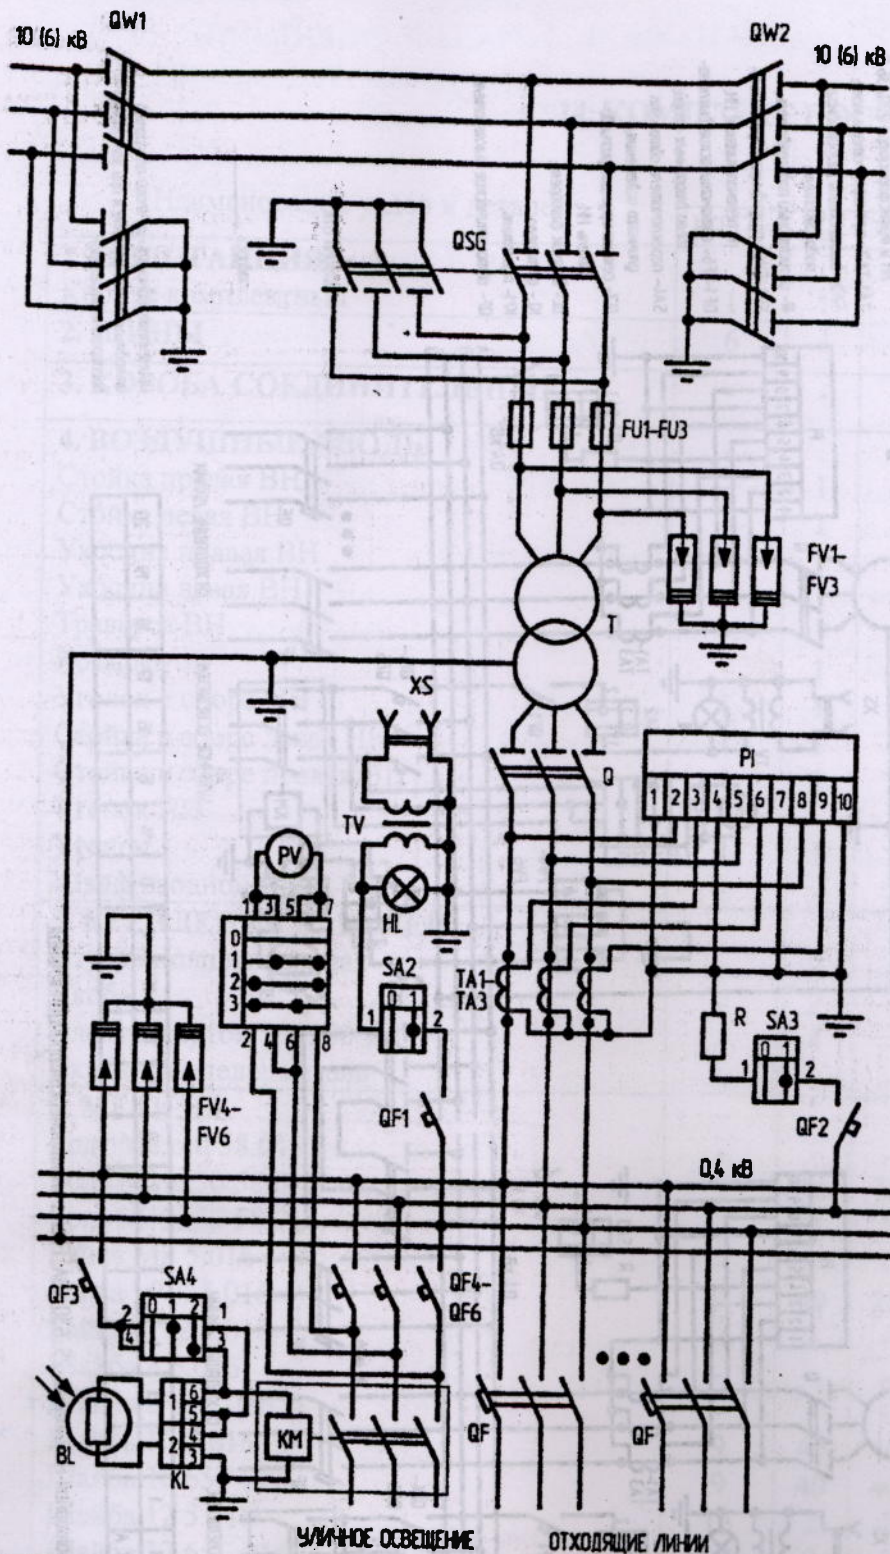 QW1
QW2
10 (6) кВ
10 (6) кВ
QSG
FU1-FU3
FV1-
FV3
T
XS
Q
PI
1 2 3 4 5 6 7 8 9 10
TV
PV
HL
1 3 5 7
0
1
2
3
2 4 6 8
SA2
0 1
1 2
TA1-
TA3
R
SA3
0 1
1 2
FV4-
FV6
QF1
QF2
0,4 кВ
QF3
SA4
0 1 2
2
4
1
3
QF4-
QF6
BL
1
2
6
5
4
3
KL
KM
QF
QF
УЛИЧНОЕ ОСВЕЩЕНИЕ
ОТХОДЯЩИЕ ЛИНИИ